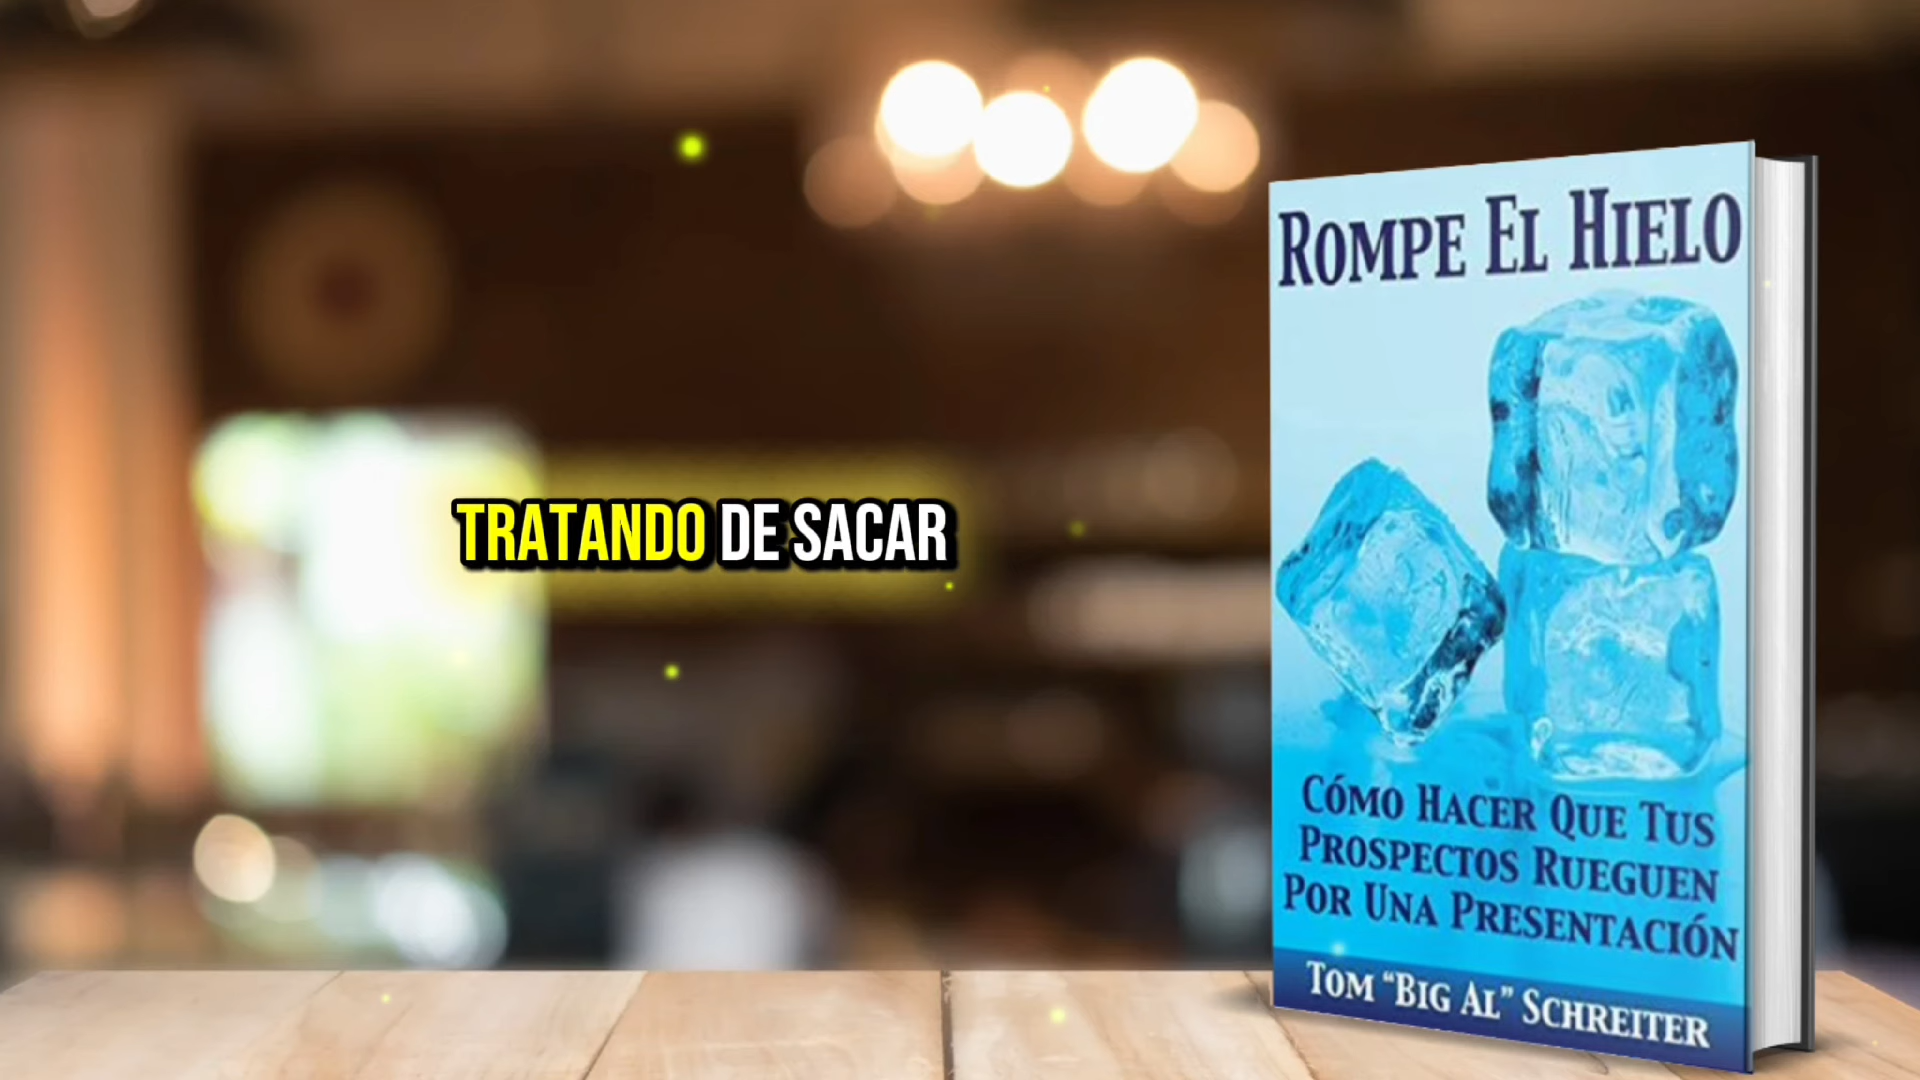 TRATANDO DE SACAR
ROMPE EL HIELO
CÓMO HACER QUE TUS
PROSPECTOS RUEGUEN
POR UNA PRESENTACIÓN
TOM “BIG AL” SCHREITER